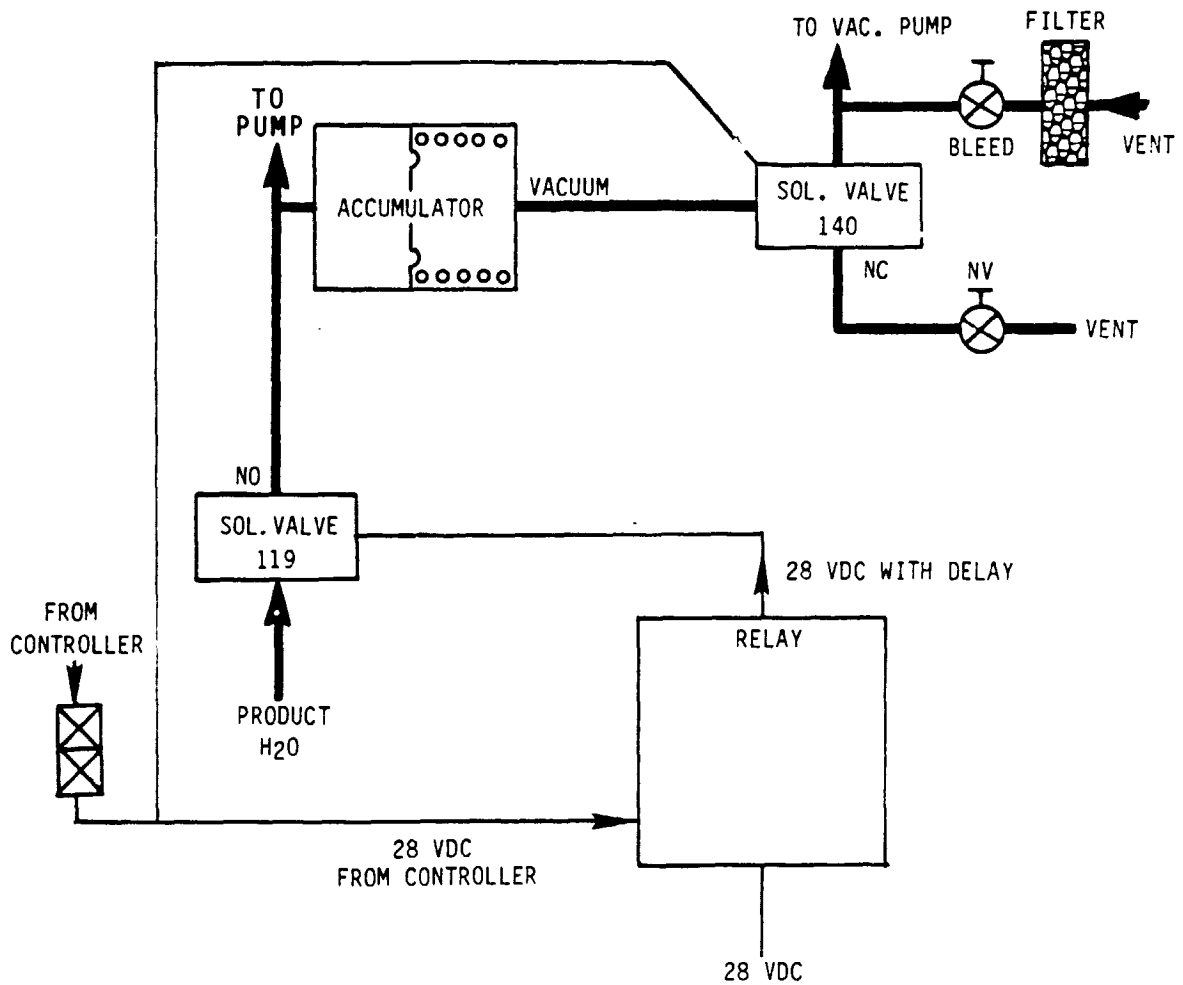 TO VAC. PUMP
FILTER
BLEED
VENT
TO
PUMP
ACCUMULATOR
VACUUM
SOL. VALVE
140
NC
NV
VENT
NO
SOL. VALVE
119
28 VDC WITH DELAY
FROM
CONTROLLER
RELAY
PRODUCT
H2O
28 VDC
FROM CONTROLLER
28 VDC